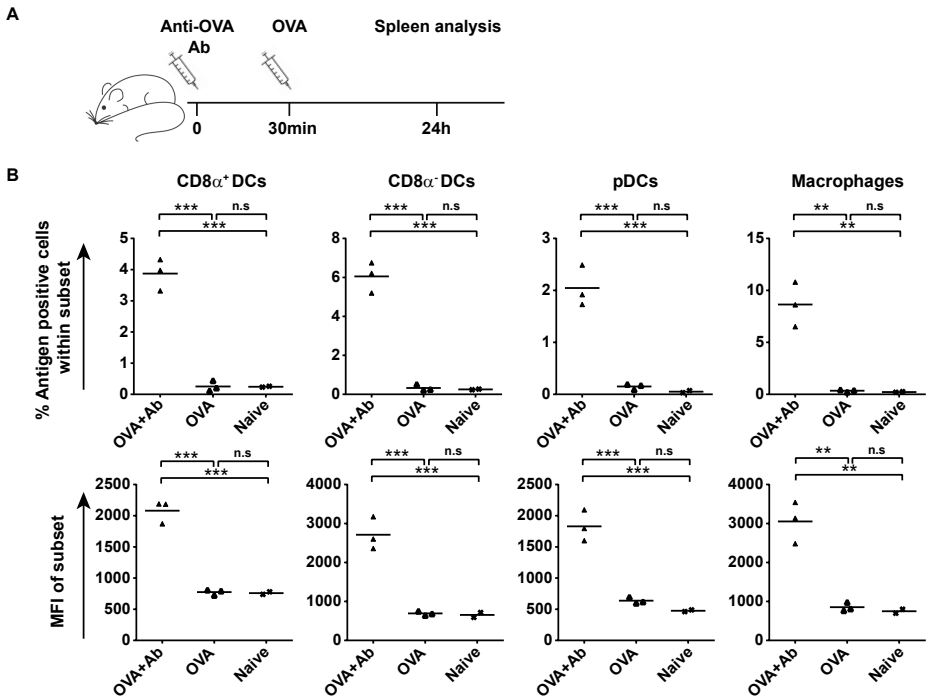 A
Anti-OVA
Ab
OVA
Spleen analysis
0
30min
24h
B
CD8α⁺ DCs
CD8α⁻ DCs
pDCs
Macrophages
% Antigen positive cells
within subset
*** n.s
***
5
4
3
2
1
0
OVA+Ab
OVA
Naive
*** n.s
***
8
6
4
2
0
OVA+Ab
OVA
Naive
*** n.s
***
3
2
1
0
OVA+Ab
OVA
Naive
** n.s
**
15
10
5
0
OVA+Ab
OVA
Naive
MFI of subset
*** n.s
***
2500
2000
1500
1000
500
0
OVA+Ab
OVA
Naive
*** n.s
***
4000
3000
2000
1000
0
OVA+Ab
OVA
Naive
*** n.s
***
2500
2000
1500
1000
500
0
OVA+Ab
OVA
Naive
** n.s
**
4000
3000
2000
1000
0
OVA+Ab
OVA
Naive